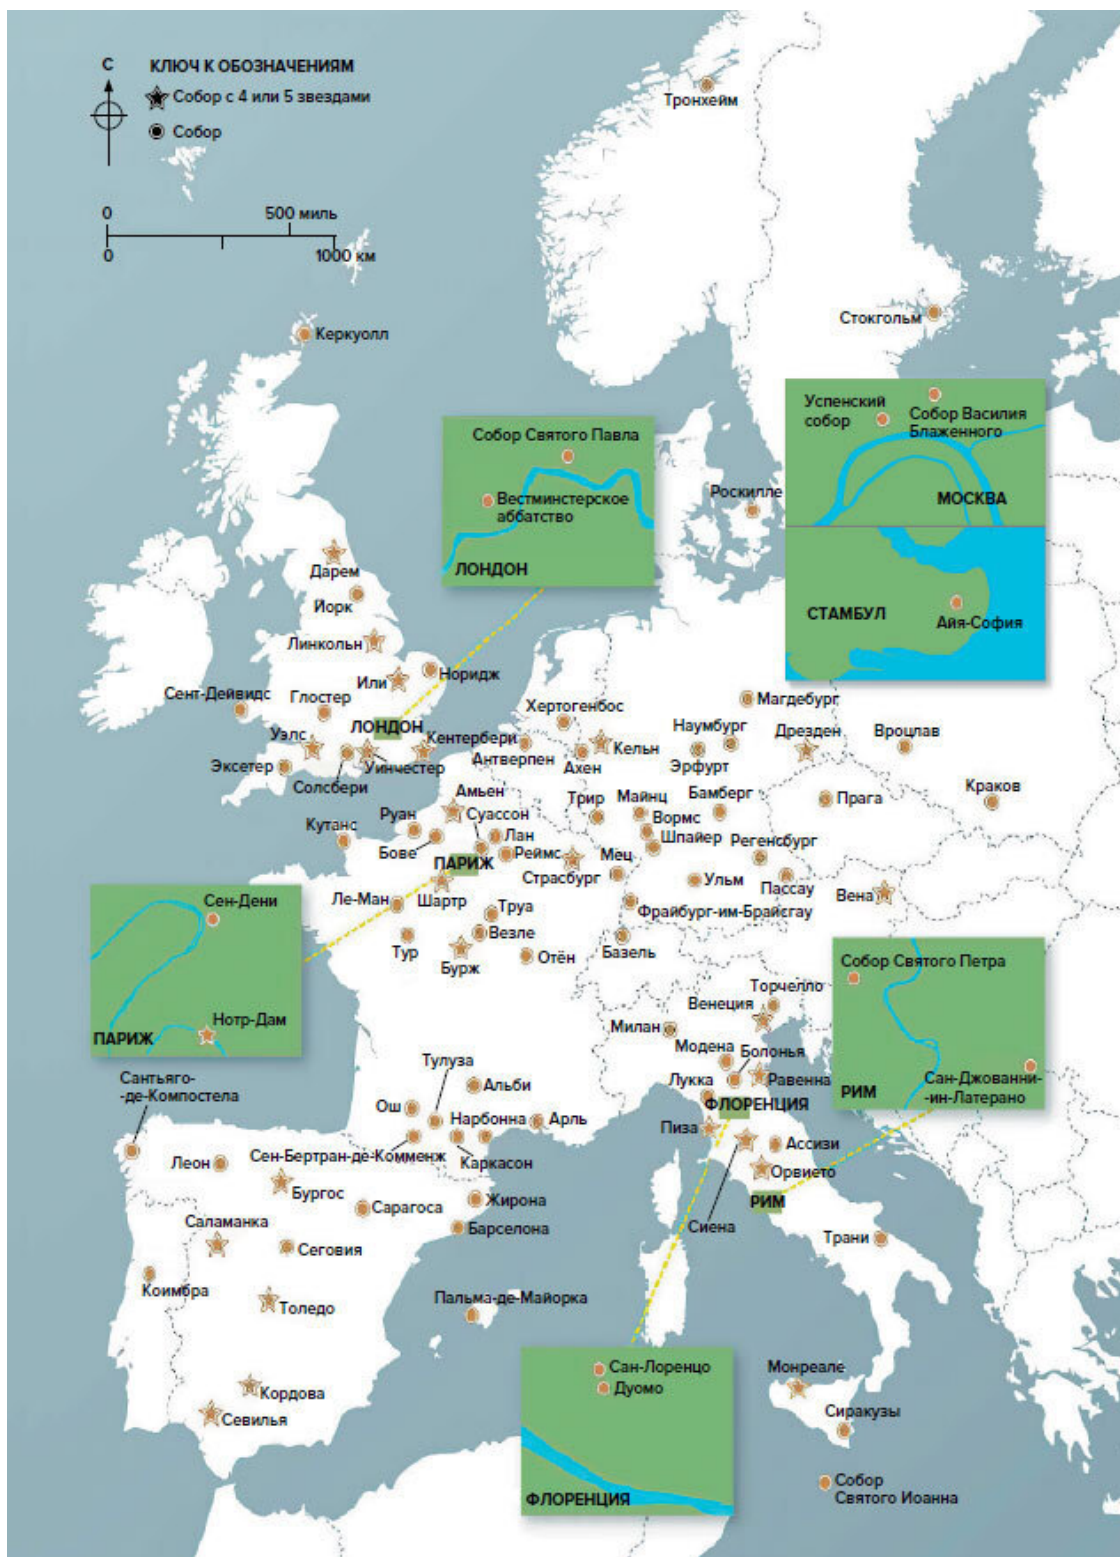 С
КЛЮЧ К ОБОЗНАЧЕНИЯМ
Собор с 4 или 5 звездами
Собор
0
500 миль
0
1000 км
Тронхейм
Керкуолл
Стокгольм
Успенский
собор
Собор Василия
Блаженного
МОСКВА
Собор Святого Павла
Вестминстерское
аббатство
ЛОНДОН
Роскилле
СТАМБУЛ
Айя-София
Дарем
Йорк
Линкольн
Или
Норидж
Сент-Дейвидс
Глостер
ЛОНДОН
Уэлс
Кентербери
Эксетер
Солсбери
Уинчестер
Хертогенбос
Антверпен
Ахен
Кельн
Магдебург
Наумбург
Эрфурт
Дрезден
Вроцлав
Краков
Прага
Амьен
Суассон
Руан
Бове
Лан
Реймс
Кутанс
ПАРИЖ
Трир
Майнц
Вормс
Шпайер
Бамберг
Регенсбург
Мец
Страсбург
Ульм
Пассау
Вена
Ле-Ман
Шартр
Труа
Везле
Тур
Бурж
Отён
Фрайбург-им-Брайсгау
Базель
Сен-Дени
Нотр-Дам
ПАРИЖ
Собор Святого Петра
Сан-Джованни-
-ин-Латерано
РИМ
Торчелло
Венеция
Милан
Модена
Болонья
Лукка
Равенна
ФЛОРЕНЦИЯ
Пиза
Ассизи
Орвието
РИМ
Сиена
Трани
Тулуза
Альби
Ош
Нарбонна
Арль
Сен-Бертран-де-Комменж
Каркасон
Сантьяго-
-де-Компостела
Леон
Бургос
Сарагоса
Жирона
Барселона
Саламанка
Сеговия
Коимбра
Толедо
Пальма-де-Майорка
Кордова
Севилья
Сан-Лоренцо
Дуомо
ФЛОРЕНЦИЯ
Монреале
Сиракузы
Собор
Святого Иоанна